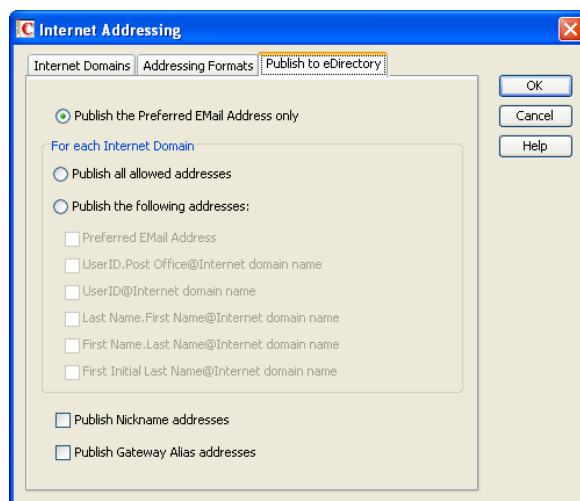 C Internet Addressing
Internet Domains Addressing Formats Publish to eDirectory
OK
Publish the Preferred EMail Address only
Cancel
For each Internet Domain
Help
Publish all allowed addresses
Publish the following addresses:
Preferred EMail Address
UserID.Post Office@Internet domain name
UserID@Internet domain name
Last Name.First Name@Internet domain name
First Name.Last Name@Internet domain name
First Initial Last Name@Internet domain name
Publish Nickname addresses
Publish Gateway Alias addresses